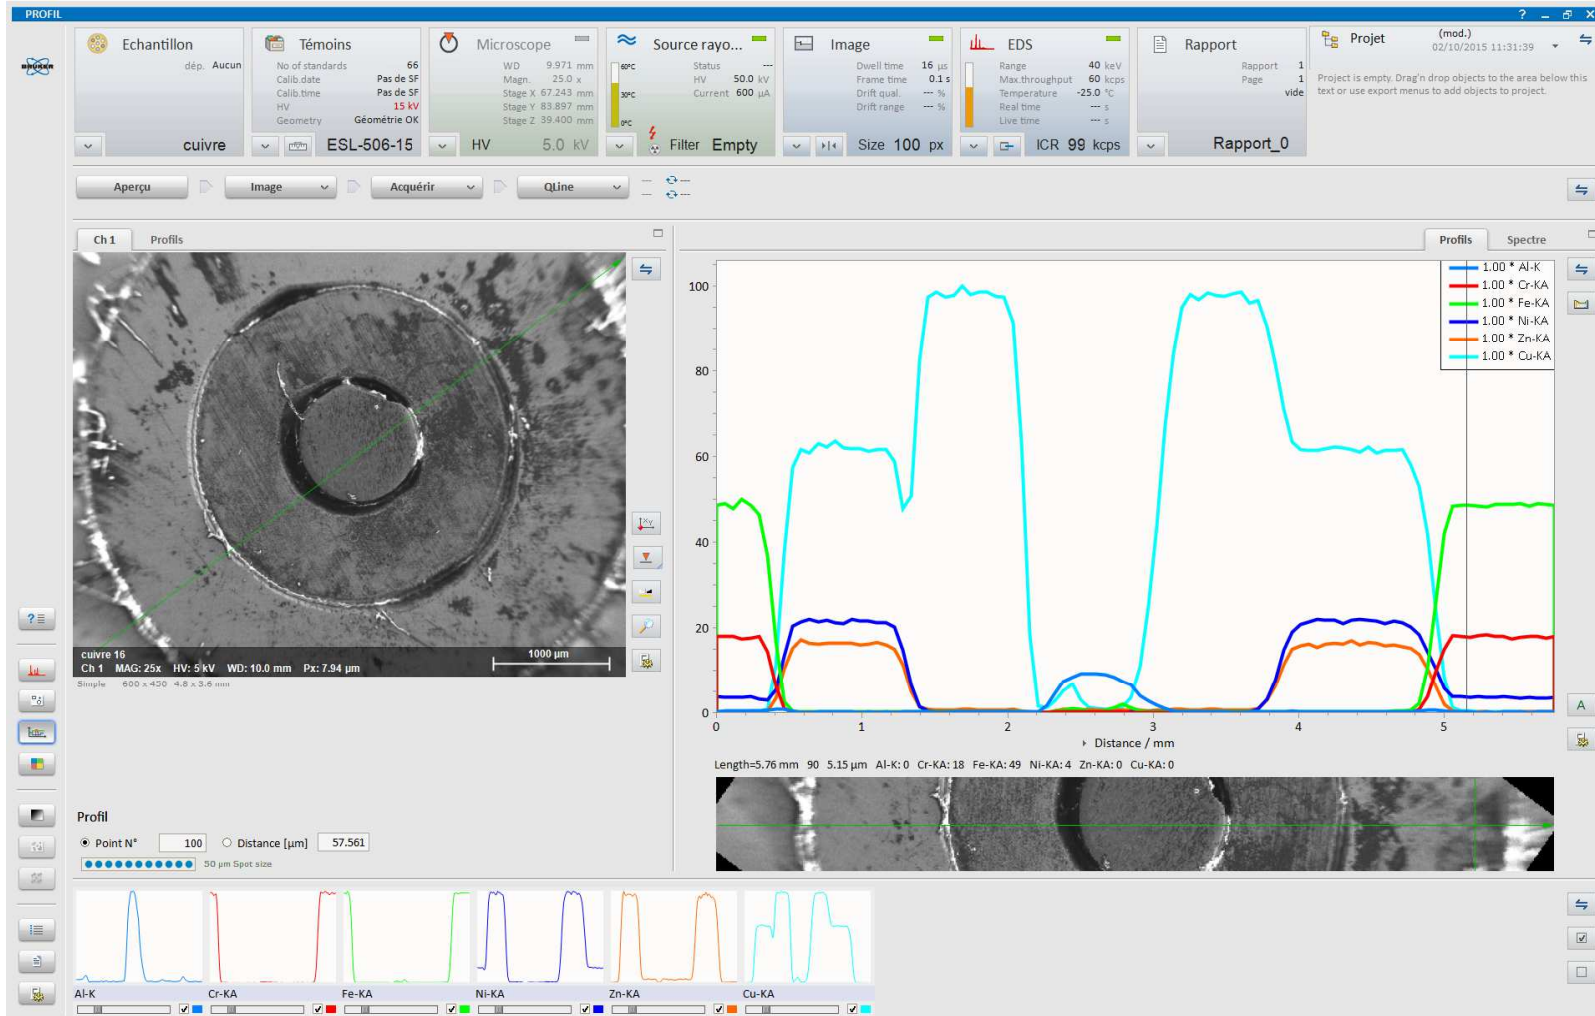 PROFIL
BRUKER
Echantillon
dép. Aucun
cuivre
Témoins
No of standards 66
Calib.date Pas de SF
Calib.time Pas de SF
HV 15 kV
Geometry Géométrie OK
ESL-506-15
Microscope
WD 9.971 mm
Magn. 25.0 x
Stage X 67.243 mm
Stage Y 83.897 mm
Stage Z 39.400 mm
HV 5.0 kV
Source rayo...
60°C
30°C
0°C
Status ---
HV 50.0 kV
Current 600 µA
Filter Empty
Image
Dwell time 16 µs
Frame time 0.1 s
Drift qual. --- %
Drift range --- %
Size 100 px
EDS
Range 40 keV
Max.throughput 60 kcps
Temperature -25.0 °C
Real time --- s
Live time --- s
ICR 99 kcps
Rapport
Rapport 1
Page 1
vide
Rapport_0
Projet
(mod.)
02/10/2015 11:31:39
Project is empty. Drag'n drop objects to the area below this
text or use export menus to add objects to project.
Aperçu
Image
Acquérir
QLine
Ch 1 Profils
cuivre 16
Ch 1 MAG: 25x HV: 5 kV WD: 10.0 mm Px: 7.94 µm
1000 µm
Simple 600 x 450 4.8 x 3.6 mm
Profil
Point N° 100 Distance [µm] 57.561
50 µm Spot size
Profils Spectre
1.00 * Al-K
1.00 * Cr-KA
1.00 * Fe-KA
1.00 * Ni-KA
1.00 * Zn-KA
1.00 * Cu-KA
100
80
60
40
20
0
0 1 2 3 4 5
Distance / mm
Length=5.76 mm 90 5.15 µm Al-K: 0 Cr-KA: 18 Fe-KA: 49 Ni-KA: 4 Zn-KA: 0 Cu-KA: 0
A
Al-K Cr-KA Fe-KA Ni-KA Zn-KA Cu-KA